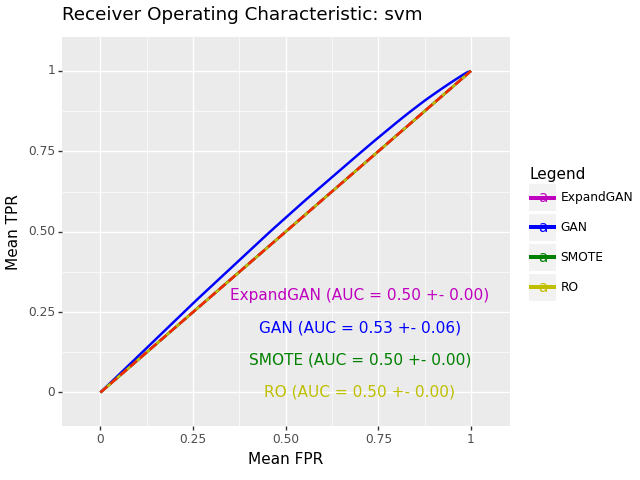 Receiver Operating Characteristic: svm
1
0.75
0.50
0.25
0
Mean TPR
ExpandGAN (AUC = 0.50 +- 0.00)
GAN (AUC = 0.53 +- 0.06)
SMOTE (AUC = 0.50 +- 0.00)
RO (AUC = 0.50 +- 0.00)
0 0.25 0.50 0.75 1
Mean FPR
Legend
a ExpandGAN
a GAN
a SMOTE
a RO